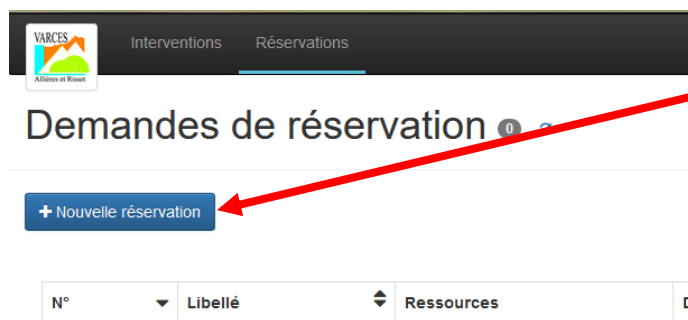 VARCES
Allières et Risset
Interventions Réservations
Demandes de réservation 0
+ Nouvelle réservation
N° Libellé Ressources D